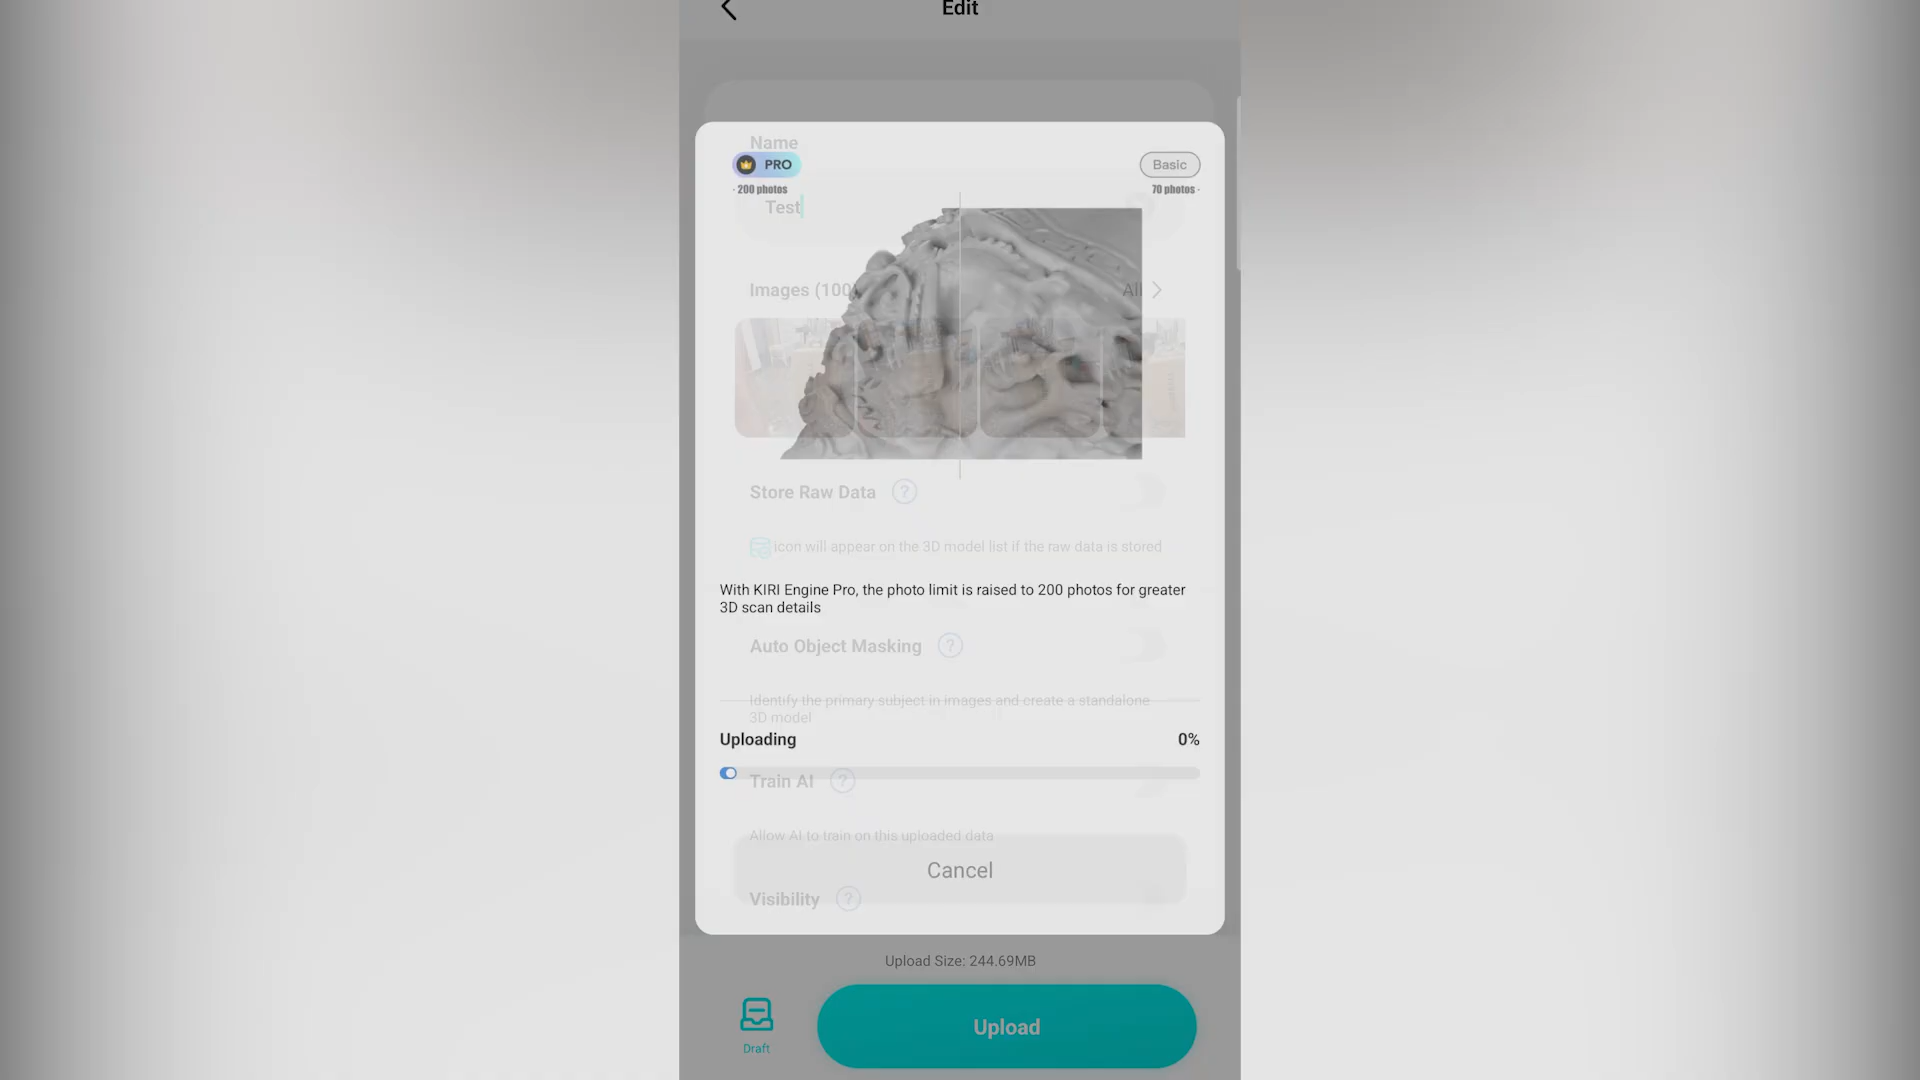 Edit
Name
PRO
Basic
· 200 photos
70 photos ·
Test
Images (100
All
Store Raw Data ?
icon will appear on the 3D model list if the raw data is stored
With KIRI Engine Pro, the photo limit is raised to 200 photos for greater
3D scan details
Auto Object Masking ?
Identify the primary subject in images and create a standalone
3D model
Uploading
0%
Train AI ?
Allow AI to train on this uploaded data
Cancel
Visibility ?
Upload Size: 244.69MB
Draft
Upload